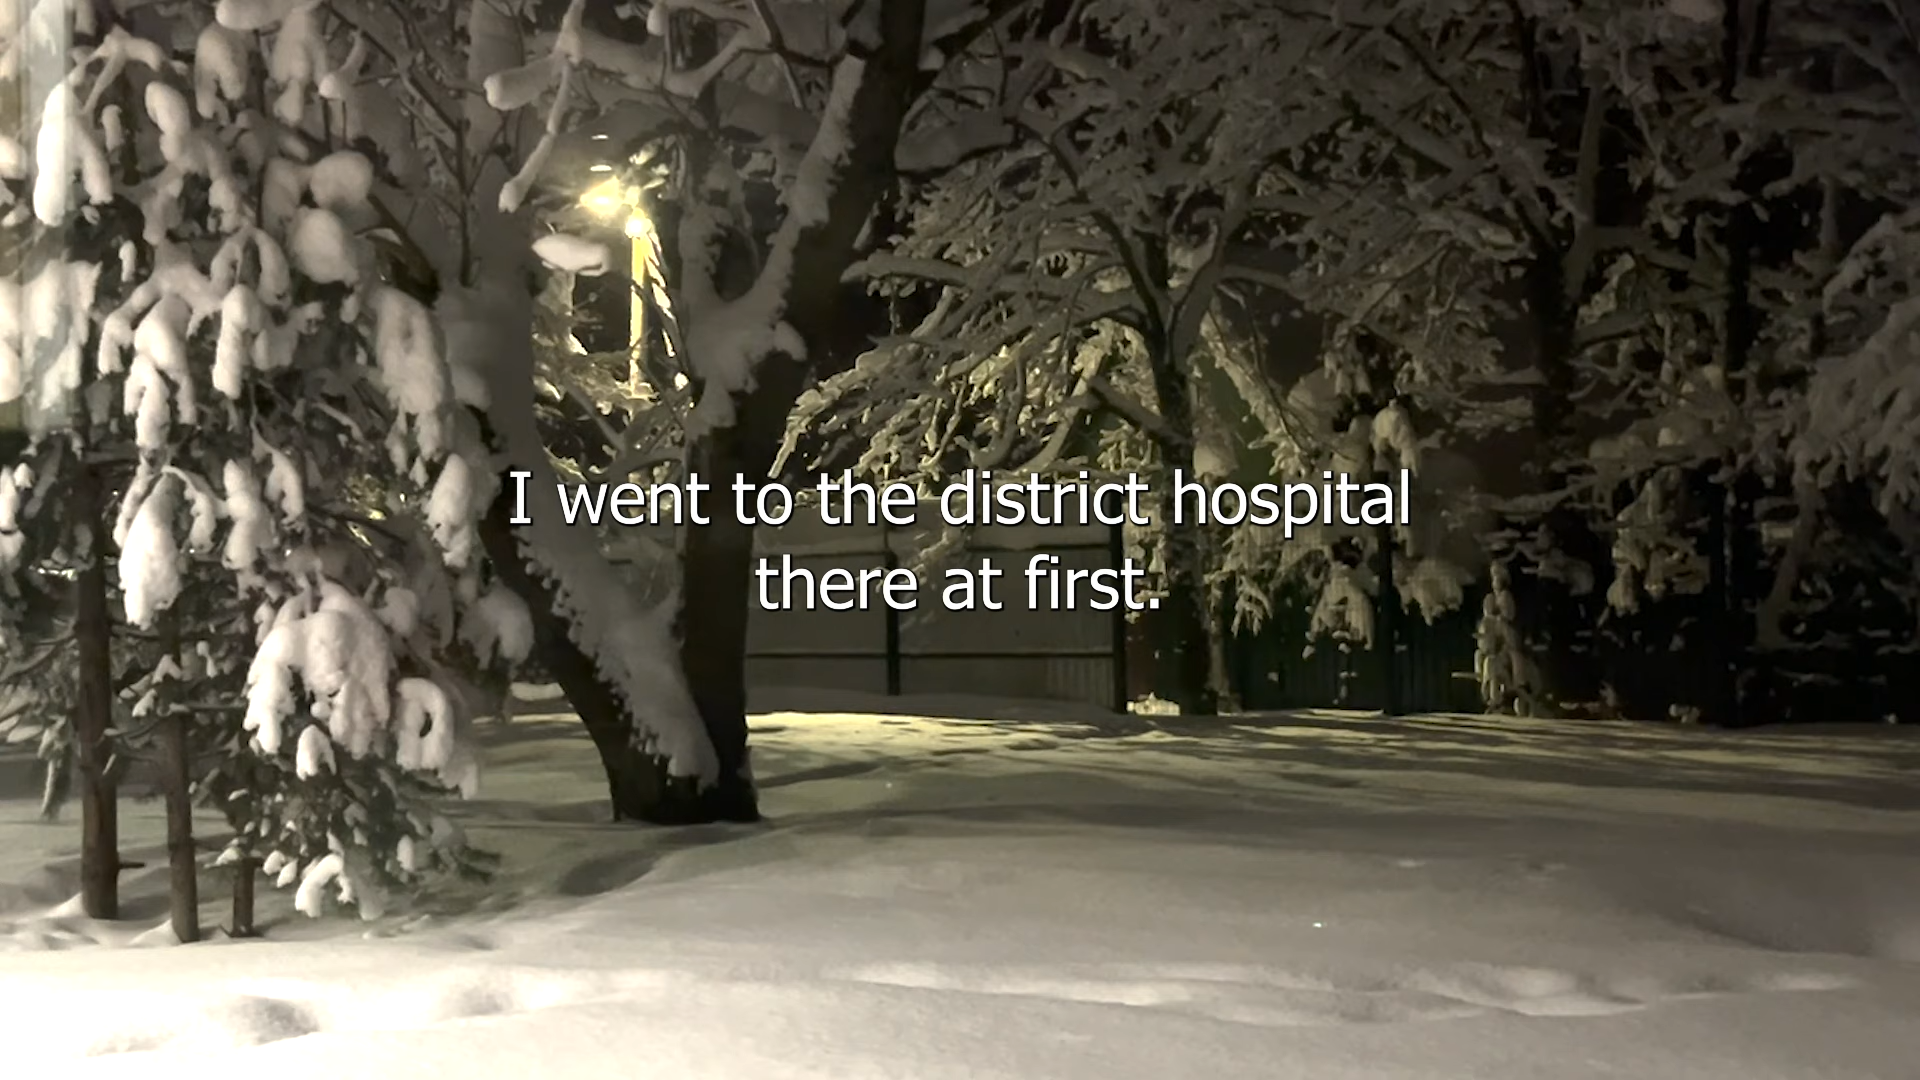 I went to the district hospital
there at first.